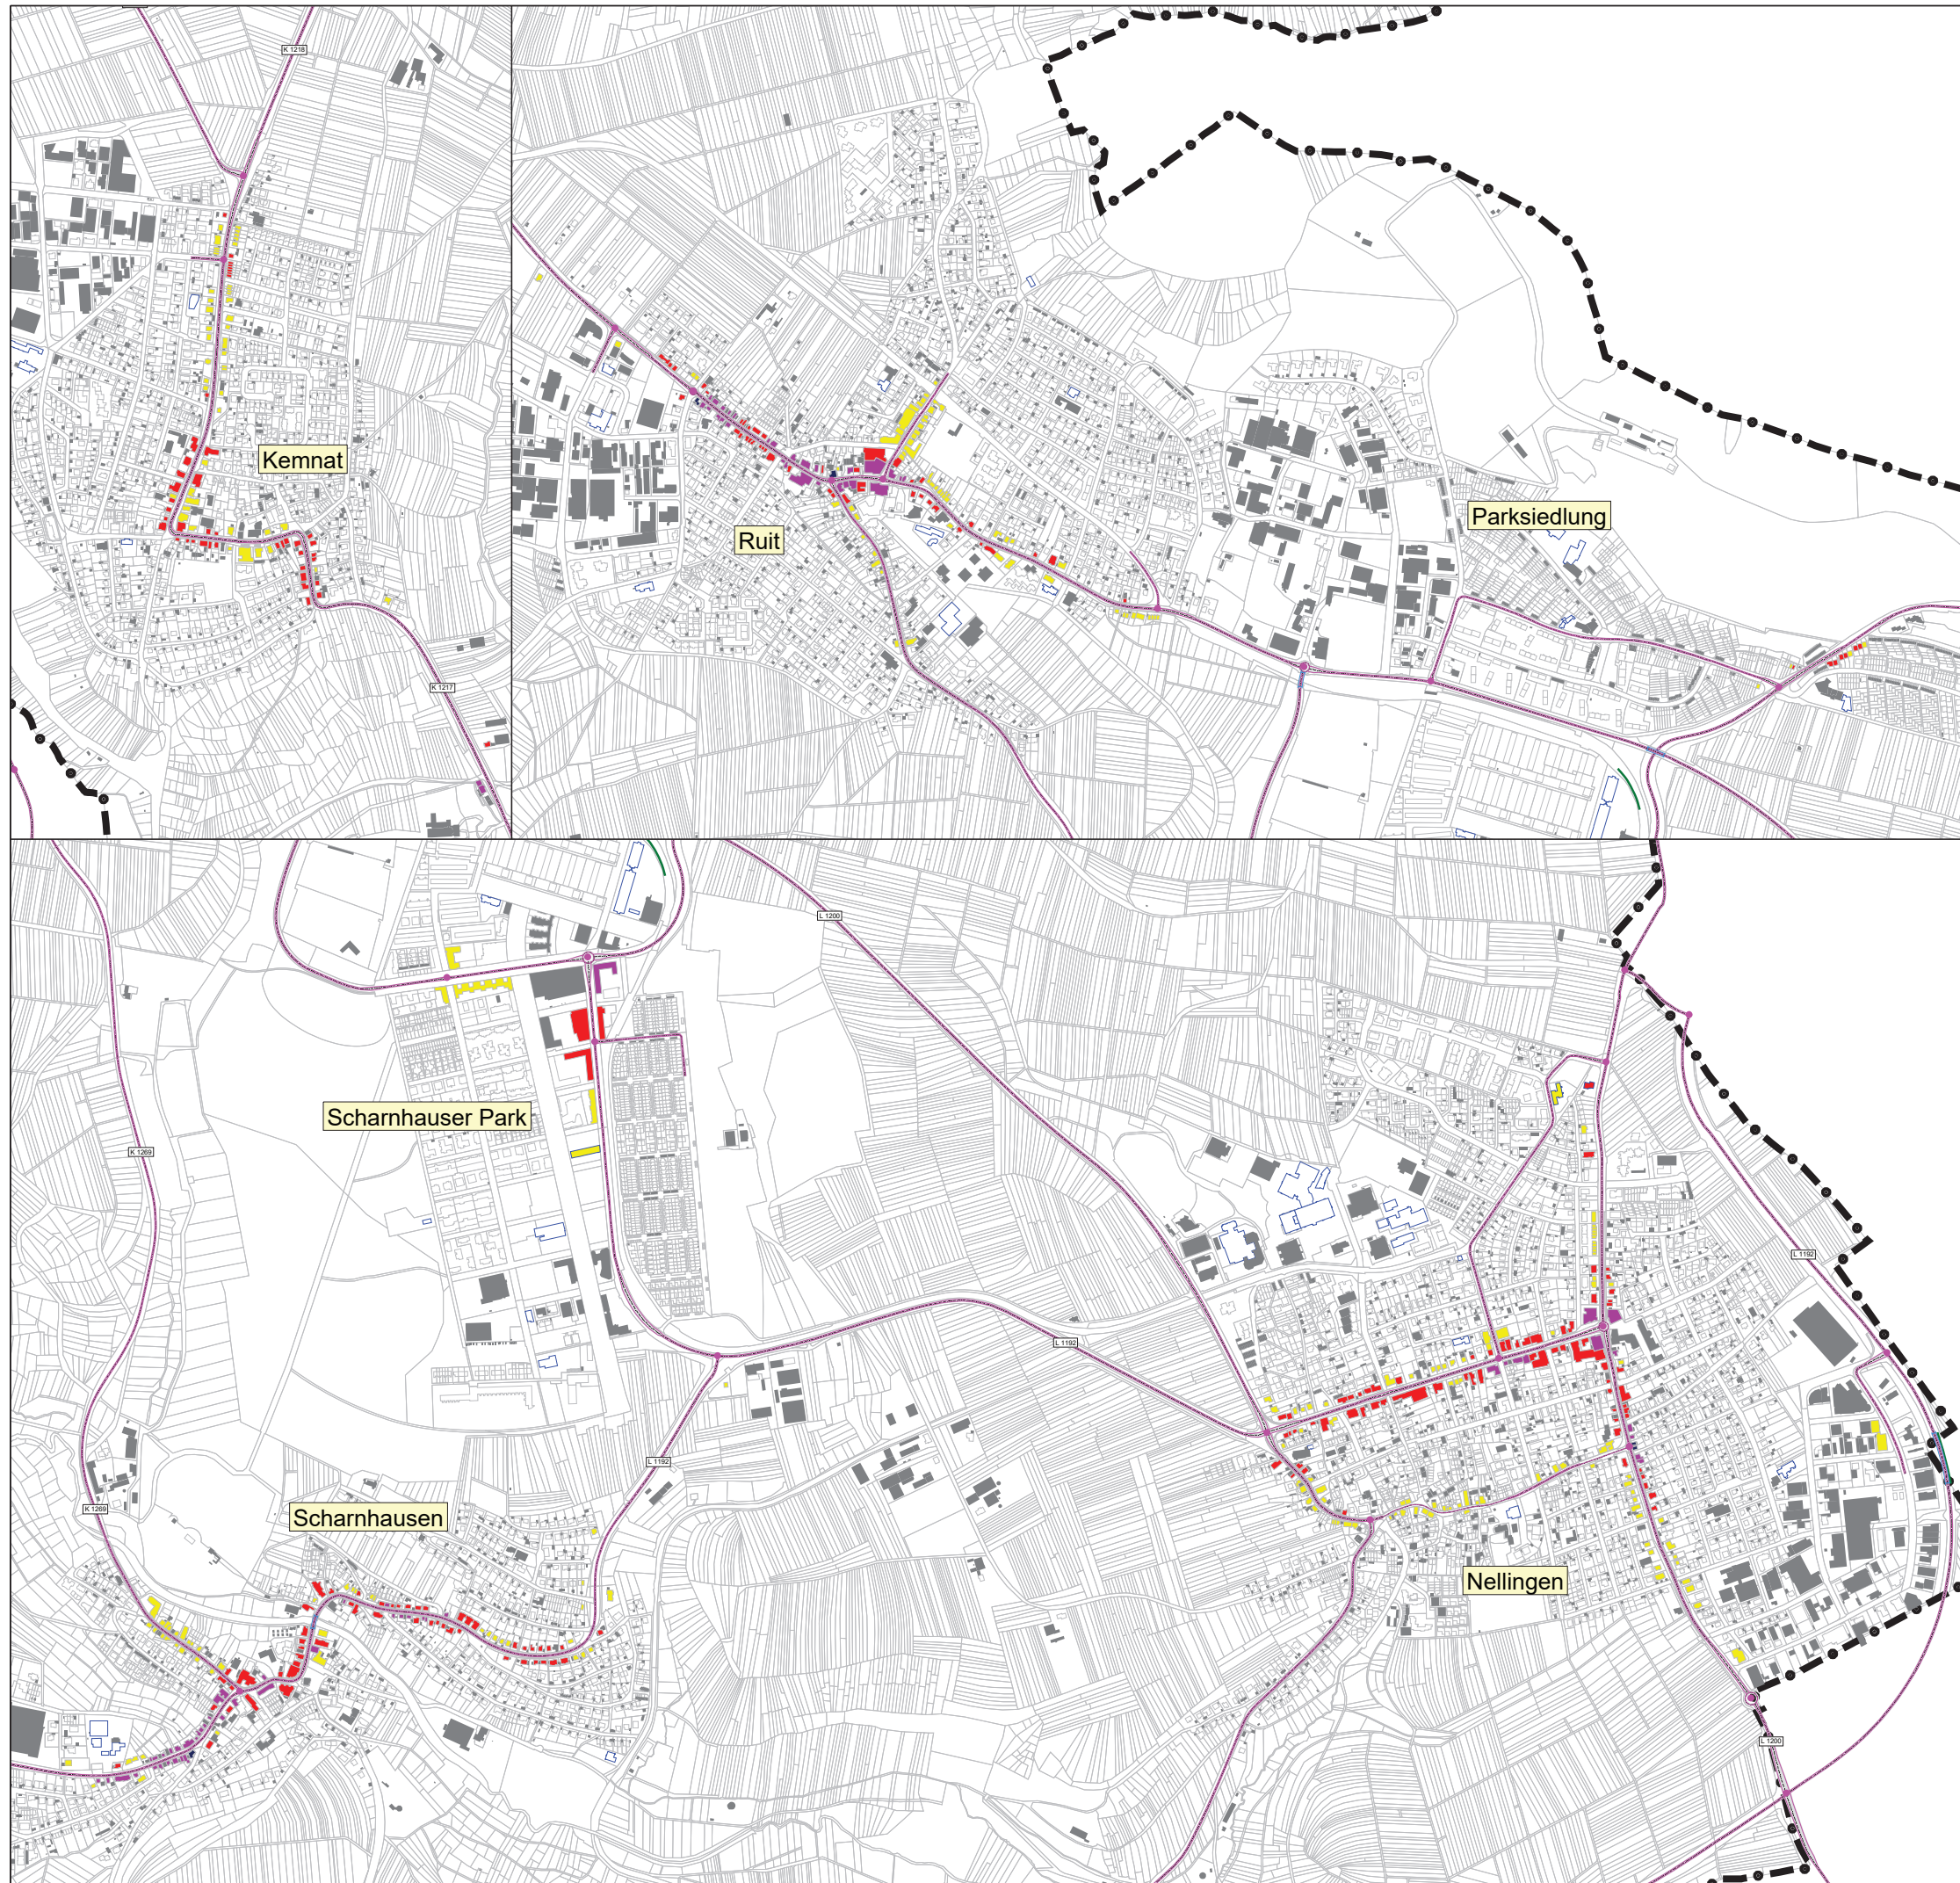 K 1218
Kemnat
Ruit
Parksiedlung
K 1217
L 1200
Scharnhauser Park
K 1269
L 1192
L 1192
L 1192
K 1269
Scharnhausen
Nellingen
L 1200